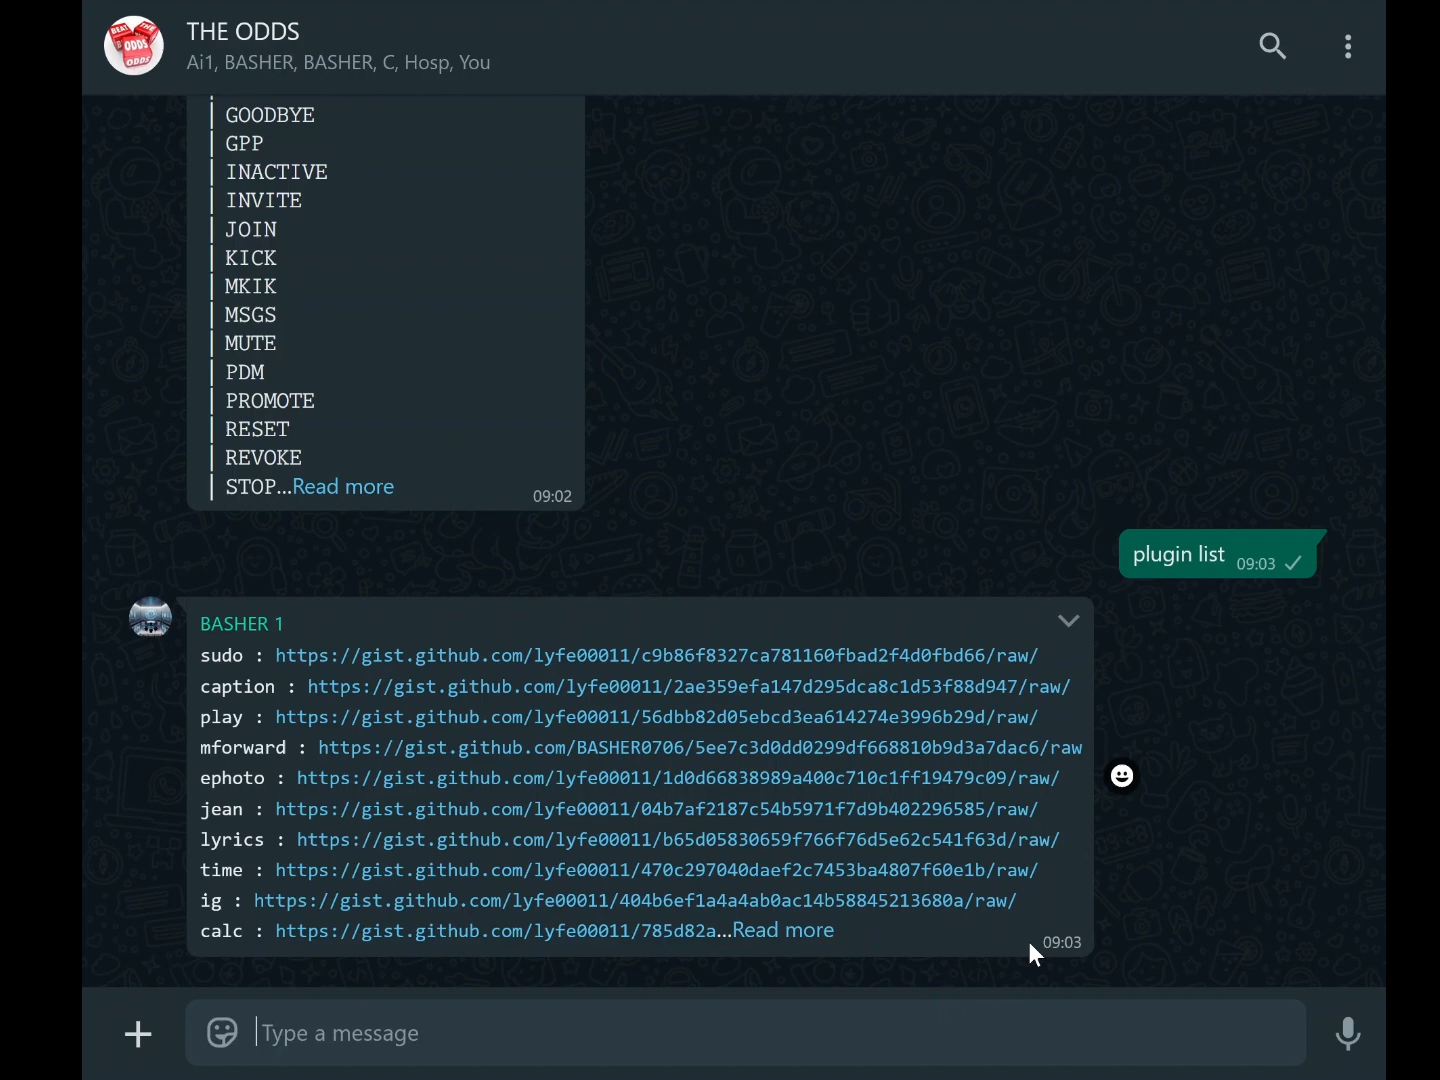 THE ODDS
Ai1, BASHER, BASHER, C, Hosp, You
BEAT
THE
ODDS
ODDS
GOODBYE
GPP
INACTIVE
INVITE
JOIN
KICK
MKIK
MSGS
MUTE
PDM
PROMOTE
RESET
REVOKE
STOP...Read more
09:02
plugin list 09:03
BASHER 1
sudo : https://gist.github.com/lyfe00011/c9b86f8327ca781160fbad2f4d0fbd66/raw/
caption : https://gist.github.com/lyfe00011/2ae359efa147d295dca8c1d53f88d947/raw/
play : https://gist.github.com/lyfe00011/56dbb82d05ebcd3ea614274e3996b29d/raw/
mforward : https://gist.github.com/BASHER0706/5ee7c3d0dd0299df668810b9d3a7dac6/raw
ephoto : https://gist.github.com/lyfe00011/1d0d66838989a400c710c1ff19479c09/raw/
jean : https://gist.github.com/lyfe00011/04b7af2187c54b5971f7d9b402296585/raw/
lyrics : https://gist.github.com/lyfe00011/b65d05830659f766f76d5e62c541f63d/raw/
time : https://gist.github.com/lyfe00011/470c297040daef2c7453ba4807f60e1b/raw/
ig : https://gist.github.com/lyfe00011/404b6ef1a4a4ab0ac14b58845213680a/raw/
calc : https://gist.github.com/lyfe00011/785d82a...Read more
09:03
Type a message